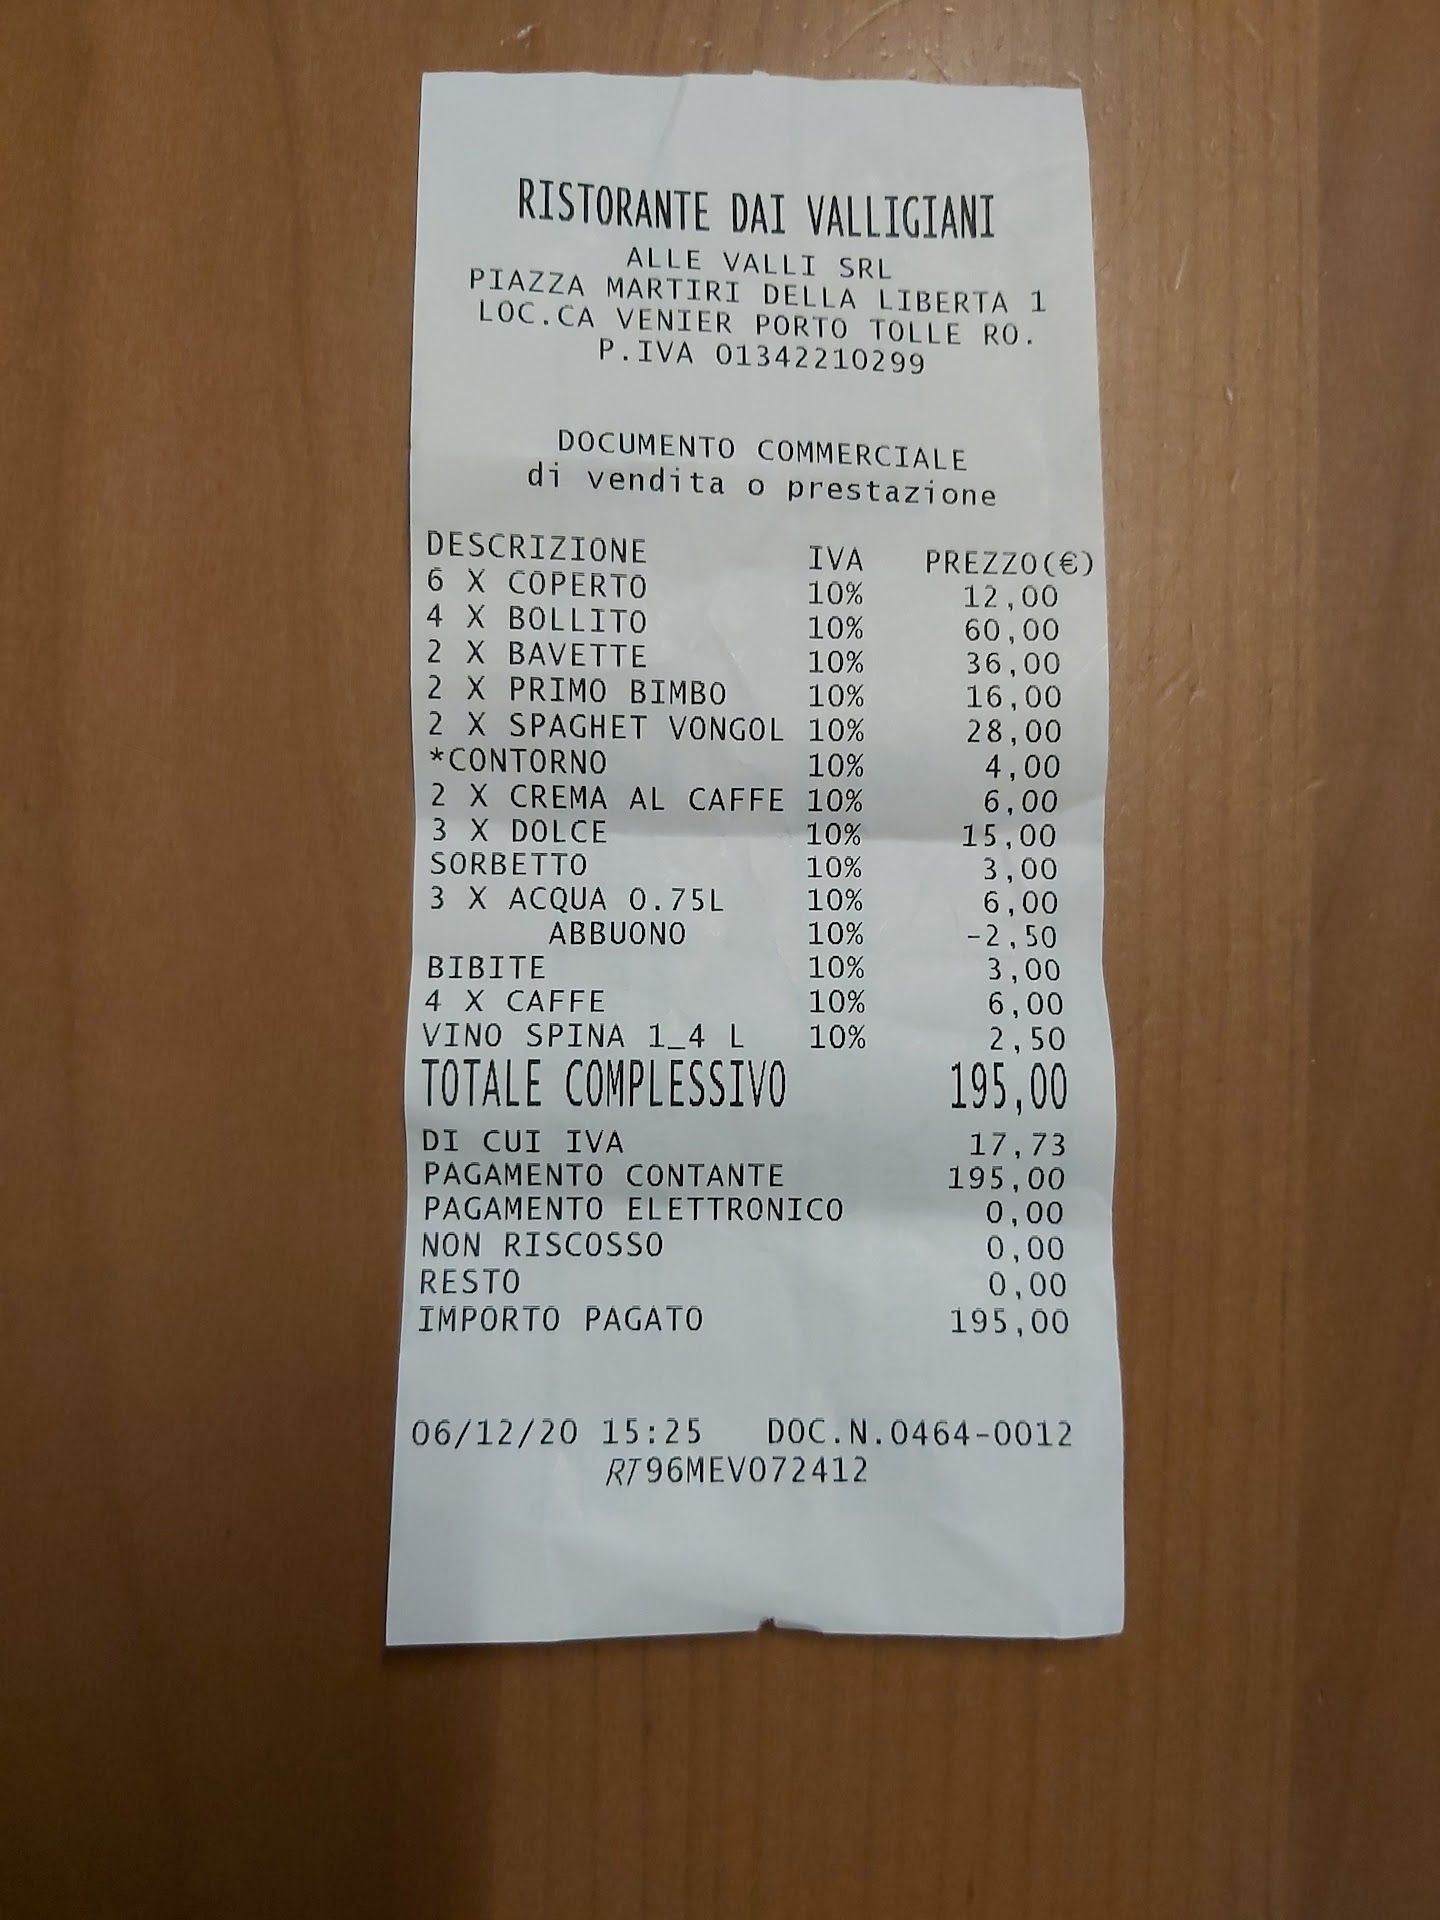 RISTORANTE DAI VALLIGIANI
ALLE VALLI SRL
PIAZZA MARTIRI DELLA LIBERTA 1
LOC.CA VENIER PORTO TOLLE RO.
P.IVA 01342210299
DOCUMENTO COMMERCIALE
di vendita o prestazione
DESCRIZIONE IVA PREZZO(€)
6 X COPERTO 10% 12,00
4 X BOLLITO 10% 60,00
2 X BAVETTE 10% 36,00
2 X PRIMO BIMBO 10% 16,00
2 X SPAGHET VONGOL 10% 28,00
*CONTORNO 10% 4,00
2 X CREMA AL CAFFE 10% 6,00
3 X DOLCE 10% 15,00
SORBETTO 10% 3,00
3 X ACQUA 0.75L 10% 6,00
ABBUONO 10% -2,50
BIBITE 10% 3,00
4 X CAFFE 10% 6,00
VINO SPINA 1_4 L 10% 2,50
TOTALE COMPLESSIVO 195,00
DI CUI IVA 17,73
PAGAMENTO CONTANTE 195,00
PAGAMENTO ELETTRONICO 0,00
NON RISCOSSO 0,00
RESTO 0,00
IMPORTO PAGATO 195,00
06/12/20 15:25 DOC.N.0464-0012
RT96MEV072412